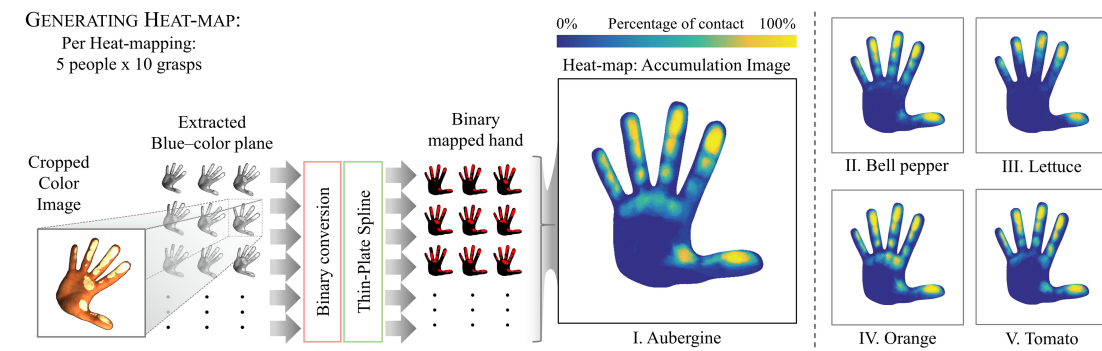 GENERATING HEAT-MAP:
Per Heat-mapping:
5 people x 10 grasps
Cropped
Color
Image
Extracted
Blue–color plane
Binary conversion
Thin-Plate Spline
Binary
mapped hand
0% Percentage of contact 100%
Heat-map: Accumulation Image
I. Aubergine
II. Bell pepper
III. Lettuce
IV. Orange
V. Tomato